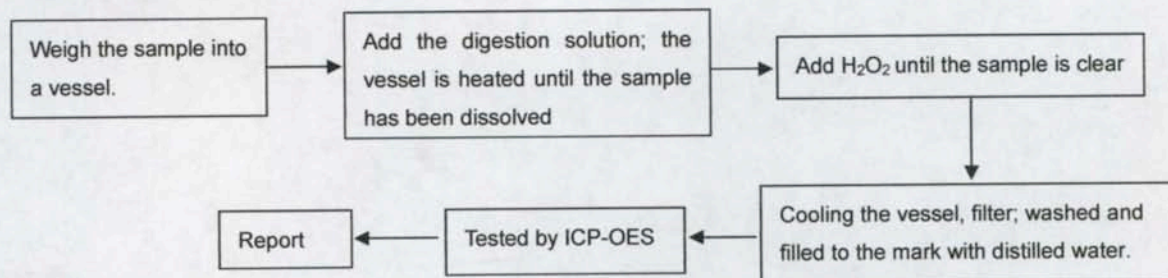 Weigh the sample into
a vessel.
Add the digestion solution; the
vessel is heated until the sample
has been dissolved
Add H₂O₂ until the sample is clear
Cooling the vessel, filter; washed and
filled to the mark with distilled water.
Tested by ICP-OES
Report